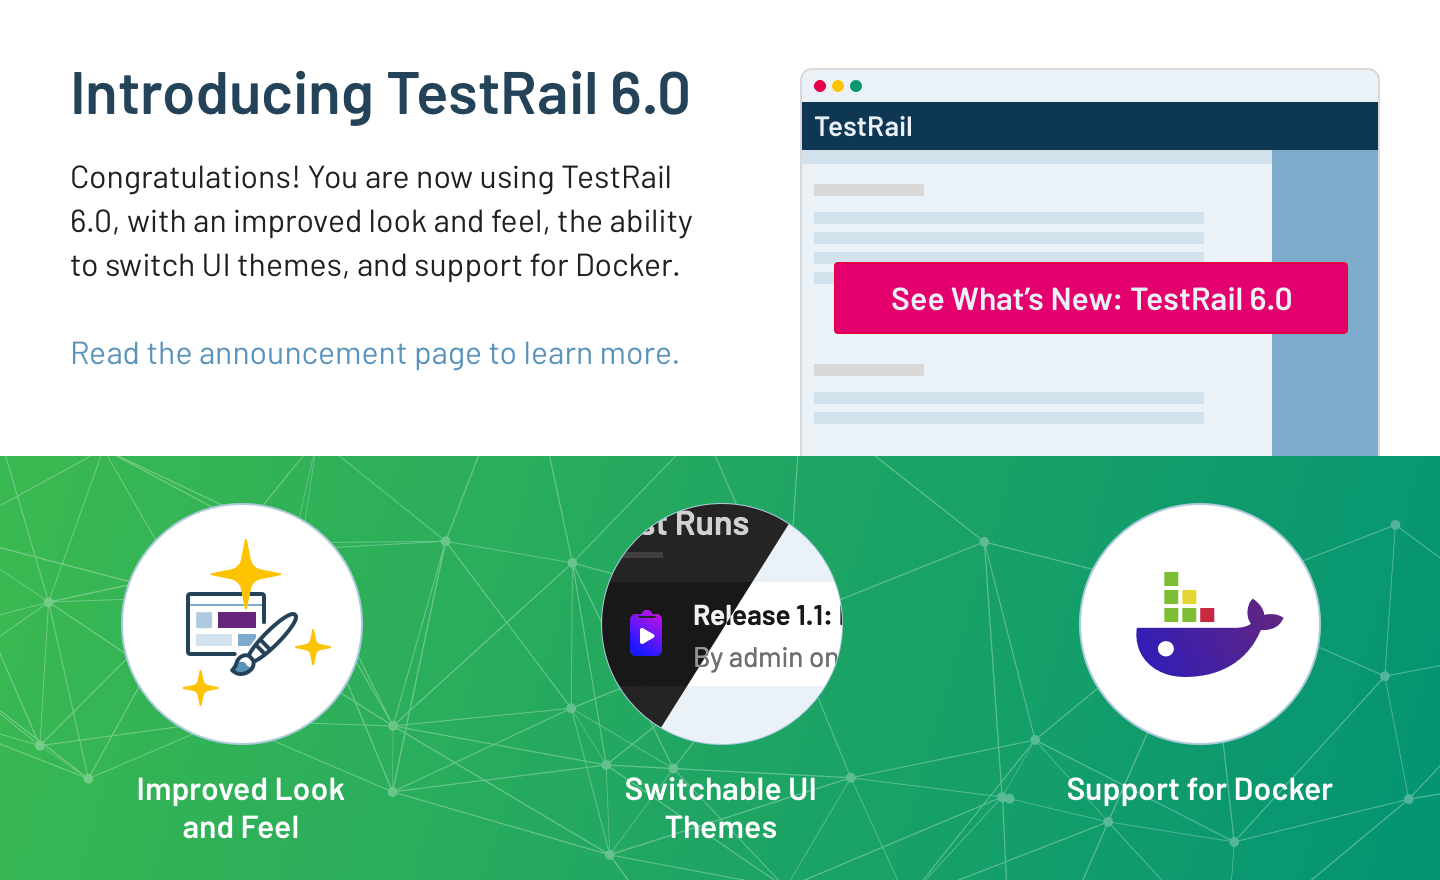 Introducing TestRail 6.0
Congratulations! You are now using TestRail
6.0, with an improved look and feel, the ability
to switch UI themes, and support for Docker.
Read the announcement page to learn more.
TestRail
See What's New: TestRail 6.0
Runs
Release 1.1:
By admin on
Improved Look
and Feel
Switchable UI
Themes
Support for Docker